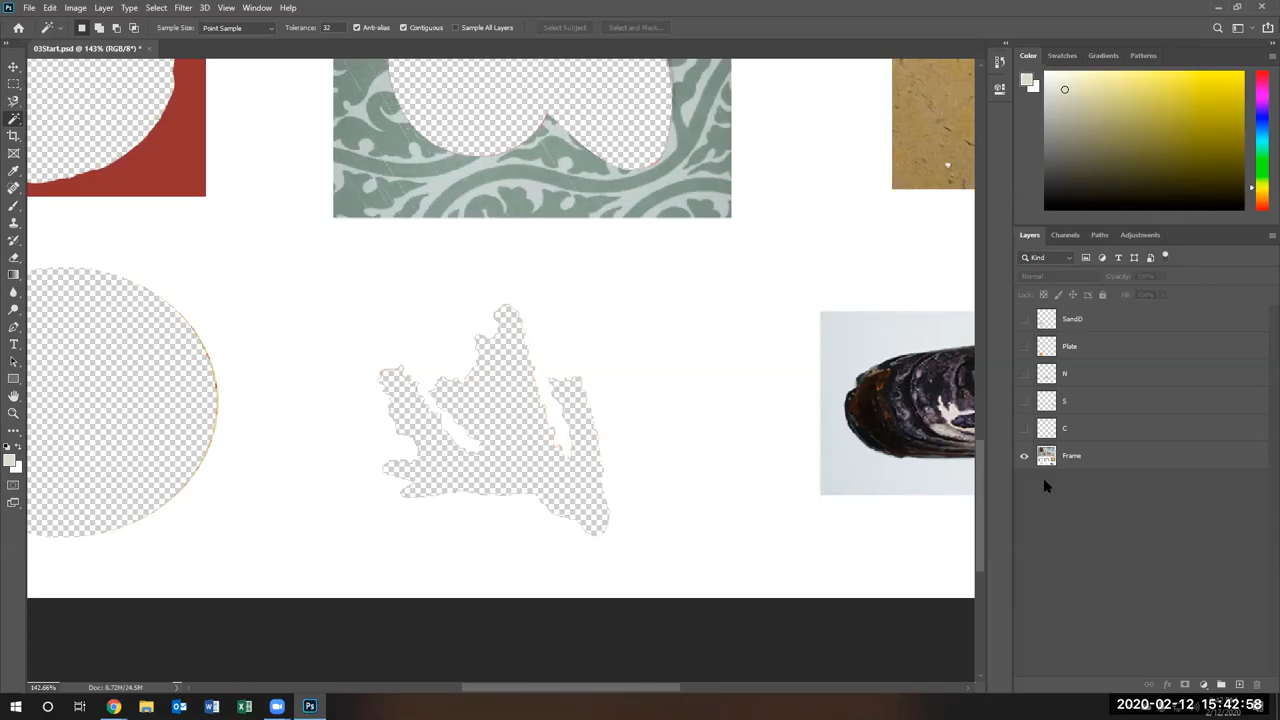 Ps File Edit Image Layer Type Select Filter 3D View Window Help
Sample Size: Point Sample Tolerance: 32 Anti-alias Contiguous Sample All Layers Select Subject Select and Mask...
03Start.psd @ 143% (RGB/8*) * ×
Color Swatches Gradients Patterns
Layers Channels Paths Adjustments
Kind
Normal Opacity: 100%
Lock: Fill: 100%
SandD
Plate
N
S
C
Frame
142.66% Doc: 8.72M/24.5M
2020-02-12 15:42:58